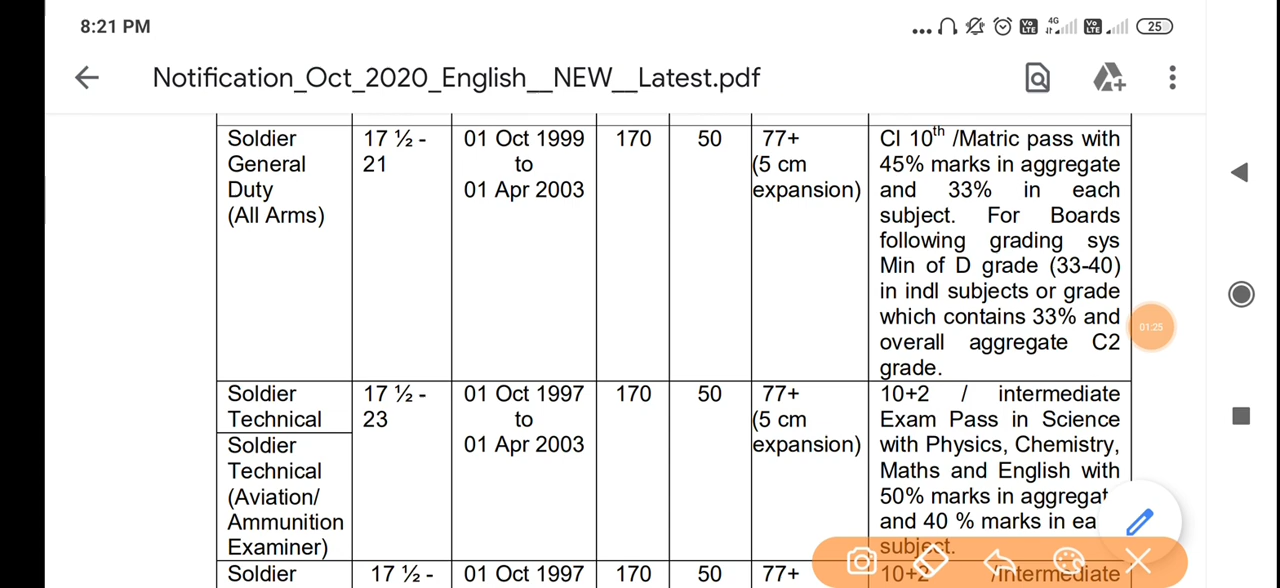 8:21 PM
4G
Vo LTE
Vo LTE
25
Notification_Oct_2020_English__NEW__Latest.pdf
Soldier
General
Duty
(All Arms)
17 ½ -
21
01 Oct 1999
to
01 Apr 2003
170
50
77+
(5 cm
expansion)
Cl 10th /Matric pass with
45% marks in aggregate
and 33% in each
subject. For Boards
following grading sys
Min of D grade (33-40)
in indl subjects or grade
which contains 33% and
overall aggregate C2
grade.
01:25
Soldier
Technical
Soldier
Technical
(Aviation/
Ammunition
Examiner)
17 ½ -
23
01 Oct 1997
to
01 Apr 2003
170
50
77+
(5 cm
expansion)
10+2 / intermediate
Exam Pass in Science
with Physics, Chemistry,
Maths and English with
50% marks in aggregat
and 40 % marks in ea
subject.
Soldier
17 ½ -
01 Oct 1997
170
50
77+
10+2 /Intermediate